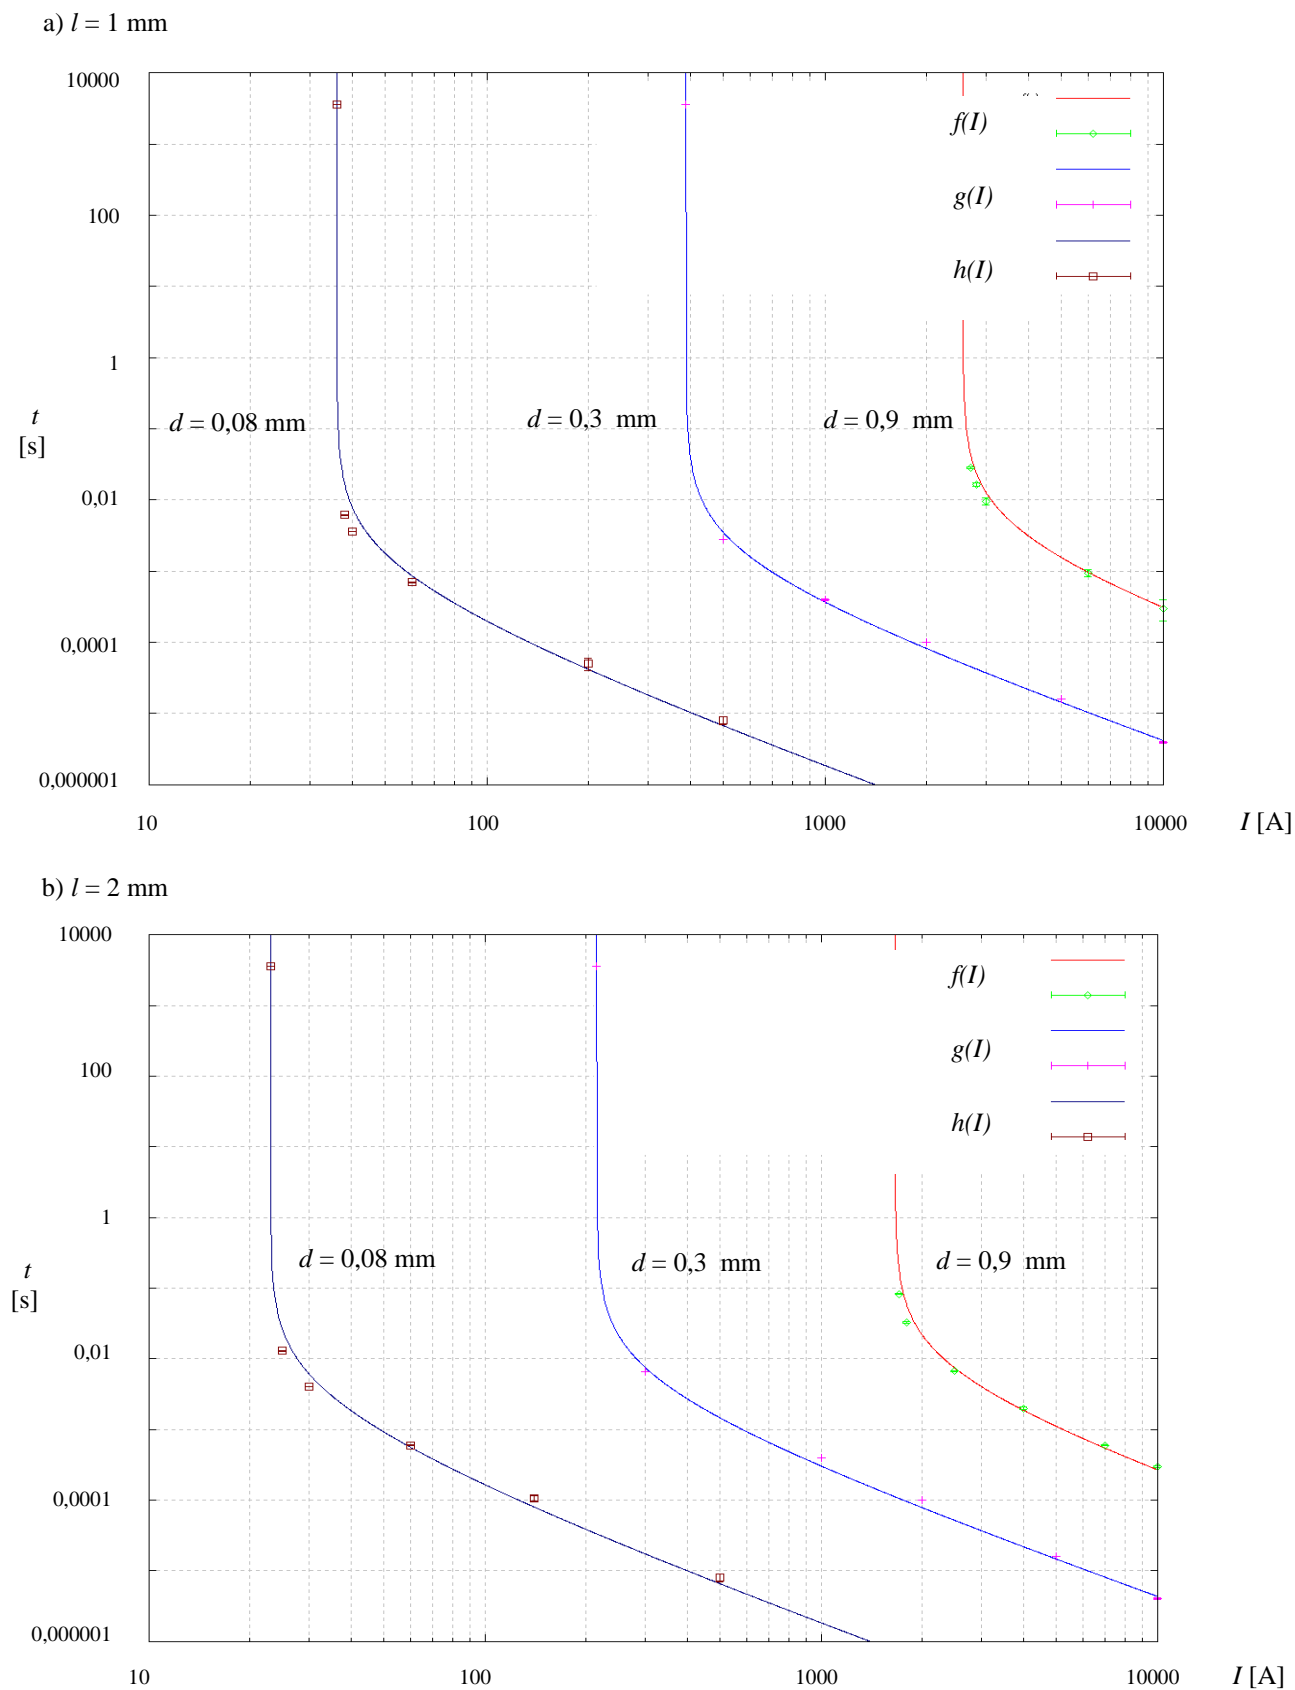 a) l = 1 mm
10000
f(I)
g(I)
100
h(I)
1
t
[s]
d = 0,08 mm
d = 0,3 mm
d = 0,9 mm
0,01
0,0001
0,000001
10
100
1000
10000
I [A]
b) l = 2 mm
10000
f(I)
g(I)
100
h(I)
1
t
[s]
d = 0,08 mm
d = 0,3 mm
d = 0,9 mm
0,01
0,0001
0,000001
10
100
1000
10000
I [A]